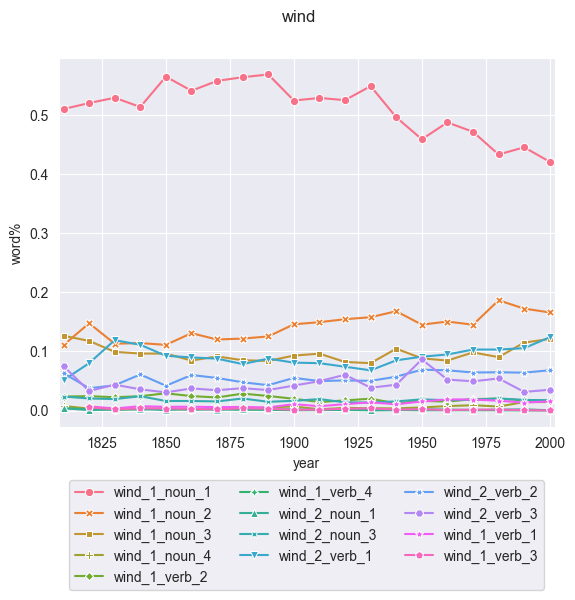 wind
0.5
0.4
0.3
0.2
0.1
0.0
word%
1825 1850 1875 1900 1925 1950 1975 2000
year
wind_1_noun_1 wind_1_verb_4 wind_2_verb_2
wind_1_noun_2 wind_2_noun_1 wind_2_verb_3
wind_1_noun_3 wind_2_noun_3 wind_1_verb_1
wind_1_noun_4 wind_2_verb_1 wind_1_verb_3
wind_1_verb_2